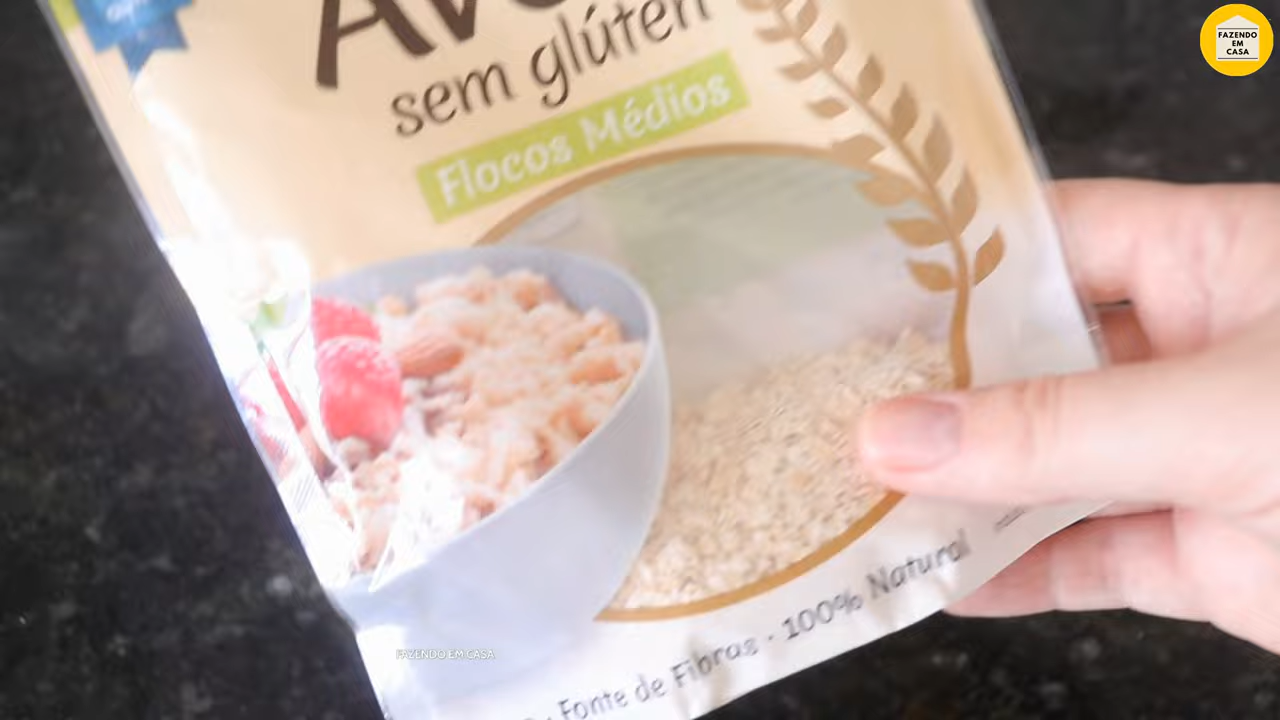 FAZENDO
EM
CASA
sem glúten
Flocos Médios
Fonte de Fibras · 100% Natural
FAZENDO EM CASA